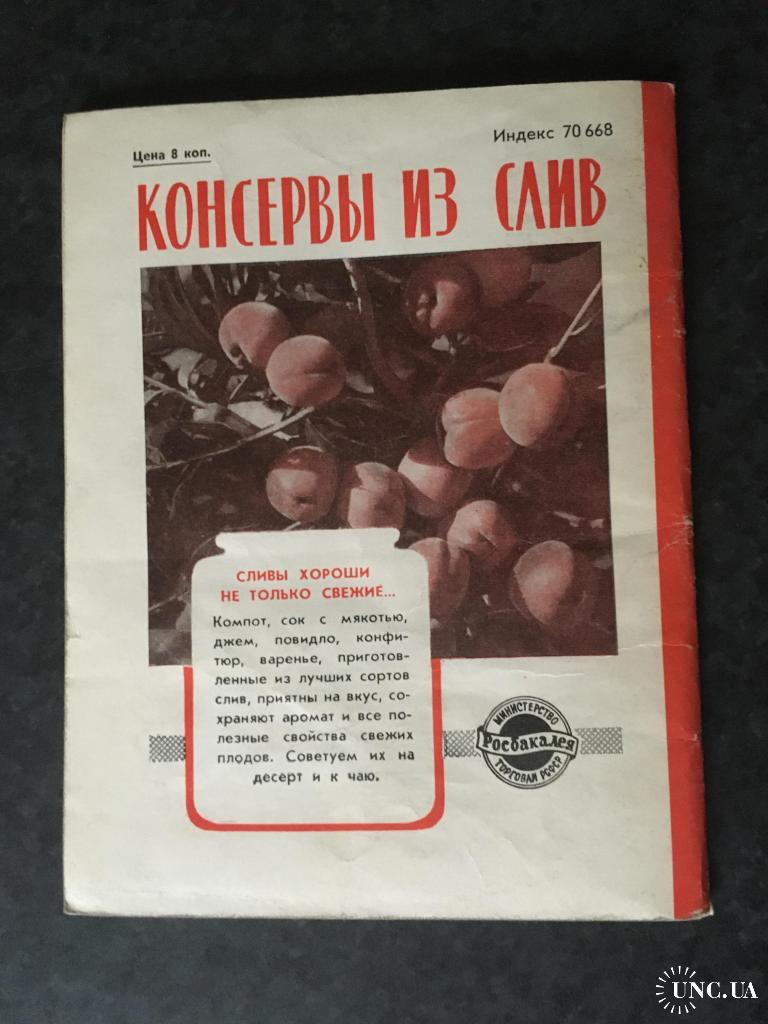 Цена 8 коп.
Индекс 70 668
КОНСЕРВЫ ИЗ СЛИВ
СЛИВЫ ХОРОШИ
НЕ ТОЛЬКО СВЕЖИЕ...
Компот, сок с мякотью,
джем, повидло, конфи-
тюр, варенье, приготов-
ленные из лучших сортов
слив, приятны на вкус, со-
храняют аромат и все по-
лезные свойства свежих
плодов. Советуем их на
десерт и к чаю.
МИНИСТЕРСТВО
Росбакалея
ТОРГОВЛИ РСФСР
UNC.UA